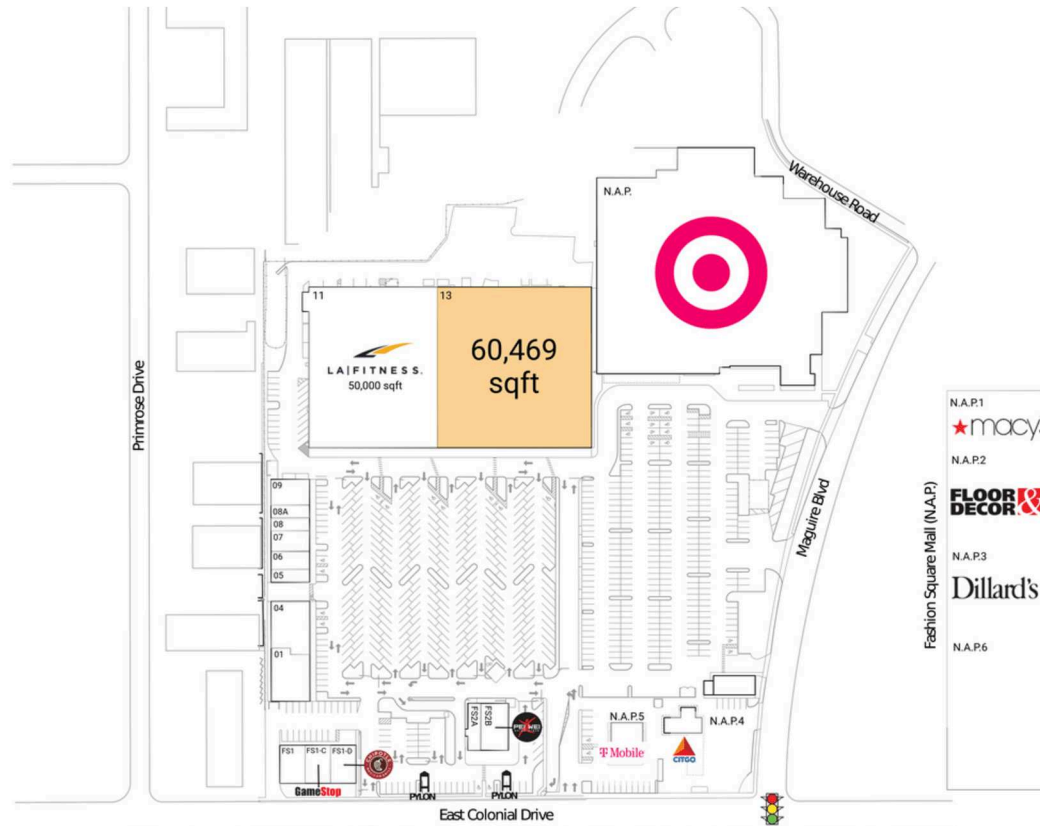 Warehouse Road
N.A.P.
11
13
LA|FITNESS.
50,000 sqft
60,469
sqft
Primrose Drive
Maguire Blvd
Fashion Square Mall (N.A.P.)
N.A.P.1
macy's
N.A.P.2
FLOOR &
DECOR
N.A.P.3
Dillard's
N.A.P.6
09
08A
08
07
06
05
04
01
FS2A
FS2B
PEI WEI
N.A.P.5
T Mobile
N.A.P.4
CITGO
FS1
FS1-C
FS1-D
GameStop
PYLON
PYLON
East Colonial Drive